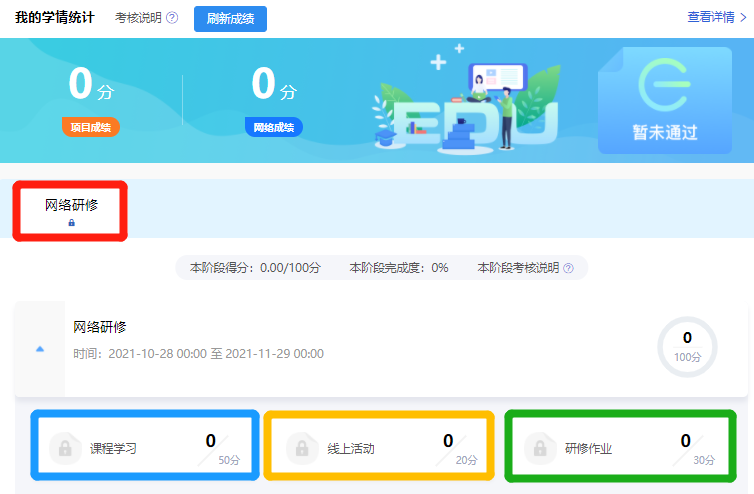 我的学情统计 考核说明 ? 刷新成绩 查看详情 >
0 分 0 分
项目成绩 网络成绩
EDU
暂未通过
网络研修
本阶段得分：0.00/100分 本阶段完成度：0% 本阶段考核说明 ?
网络研修
时间：2021-10-28 00:00 至 2021-11-29 00:00
0
100分
课程学习 0
50分
线上活动 0
20分
研修作业 0
30分